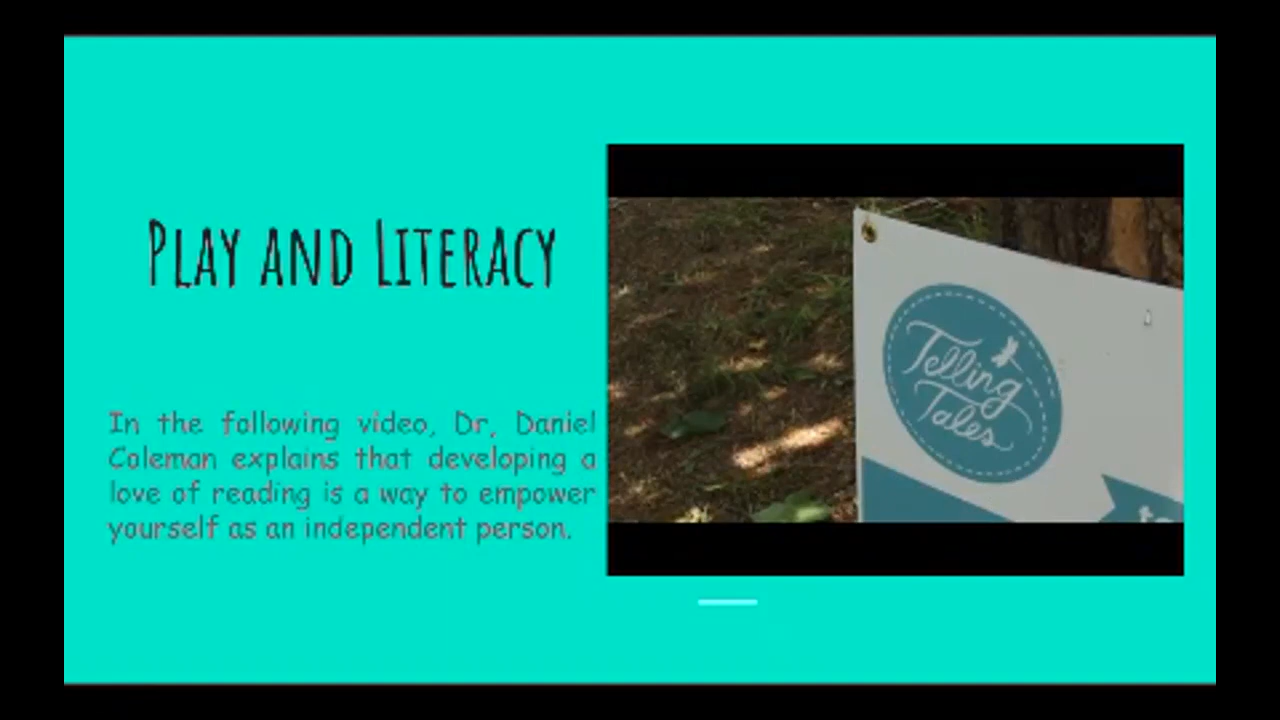 PLAY AND LITERACY
In the following video, Dr, Daniel
Coleman explains that developing a
love of reading is a way to empower
yourself as an independent person.
Telling
Tales